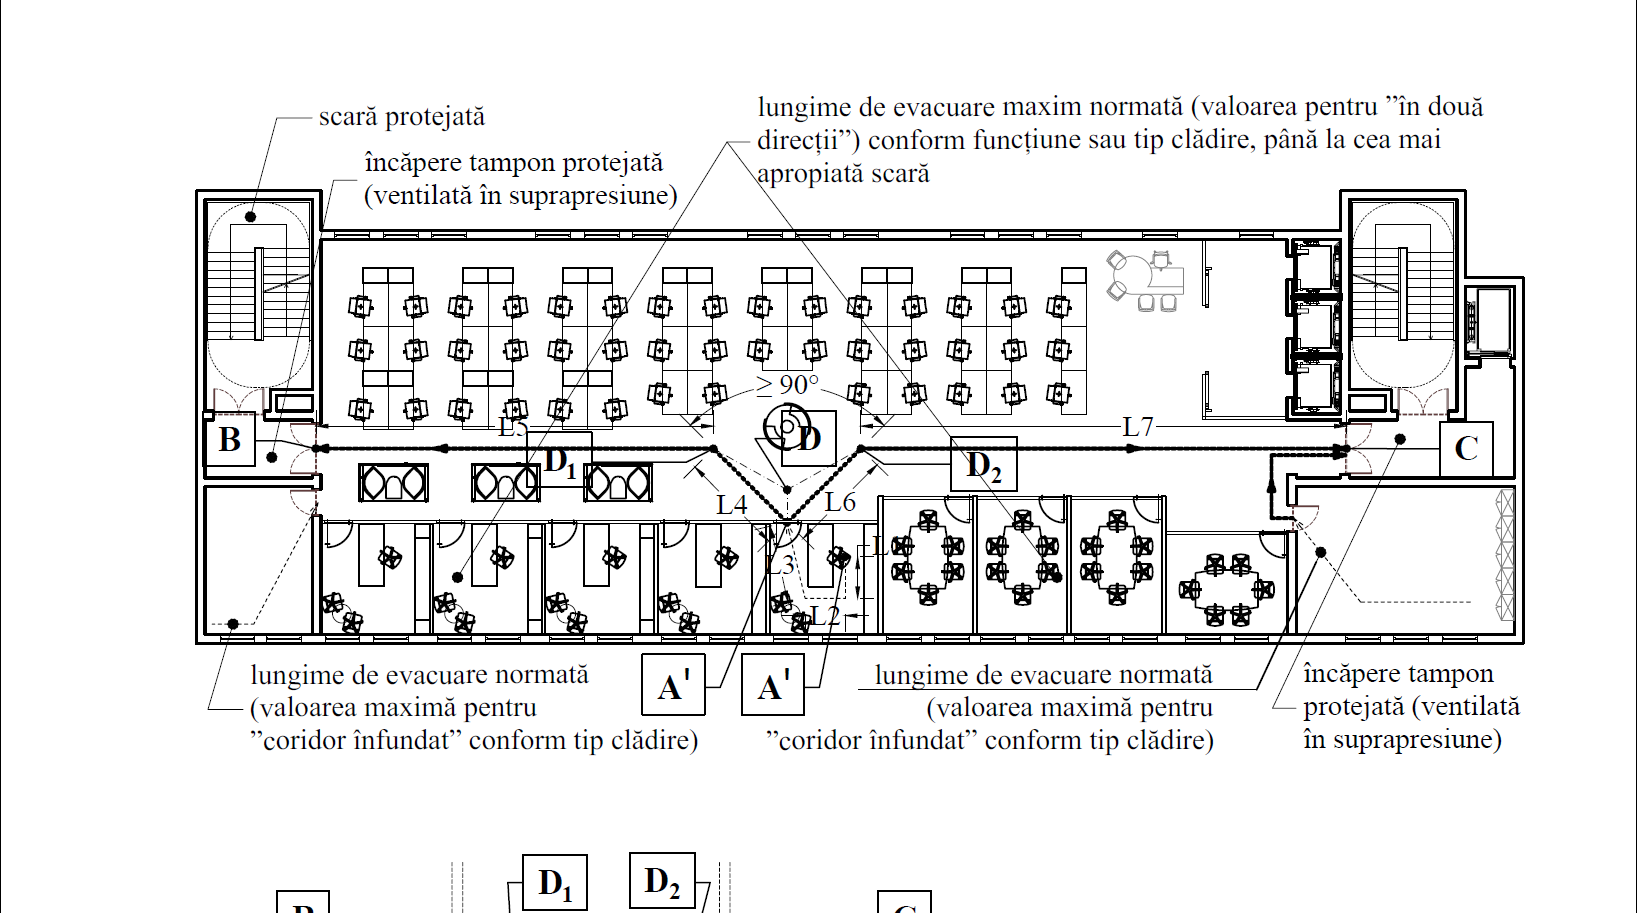 scară protejată
încăpere tampon protejată
(ventilată în suprapresiune)
lungime de evacuare maxim normată (valoarea pentru ”în două
direcții”) conform funcțiune sau tip clădire, până la cea mai
apropiată scară
≥ 90°
L5
L7
B
D
D1
D2
C
L4
L6
L3
L
L2
A'
A'
lungime de evacuare normată
(valoarea maximă pentru
”coridor înfundat” conform tip clădire)
lungime de evacuare normată
(valoarea maximă pentru
”coridor înfundat” conform tip clădire)
încăpere tampon
protejată (ventilată
în suprapresiune)
D1
D2
B
C